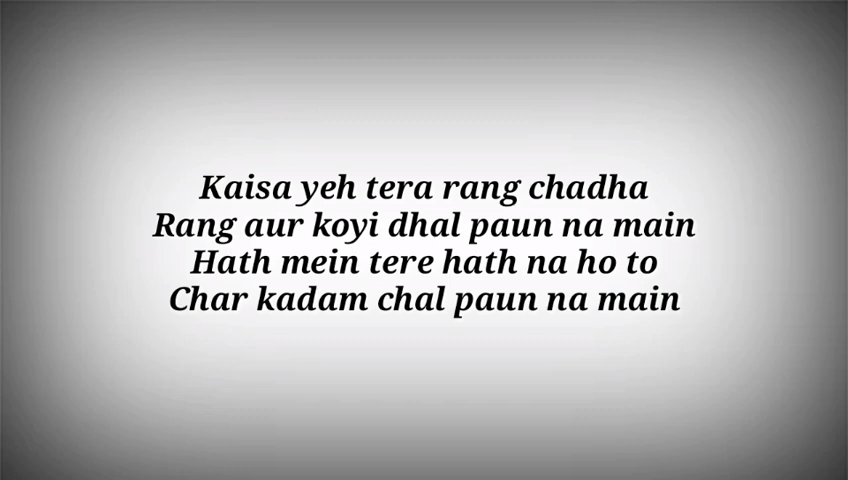 Kaisa yeh tera rang chadha
Rang aur koyi dhal paun na main
Hath mein tere hath na ho to
Char kadam chal paun na main